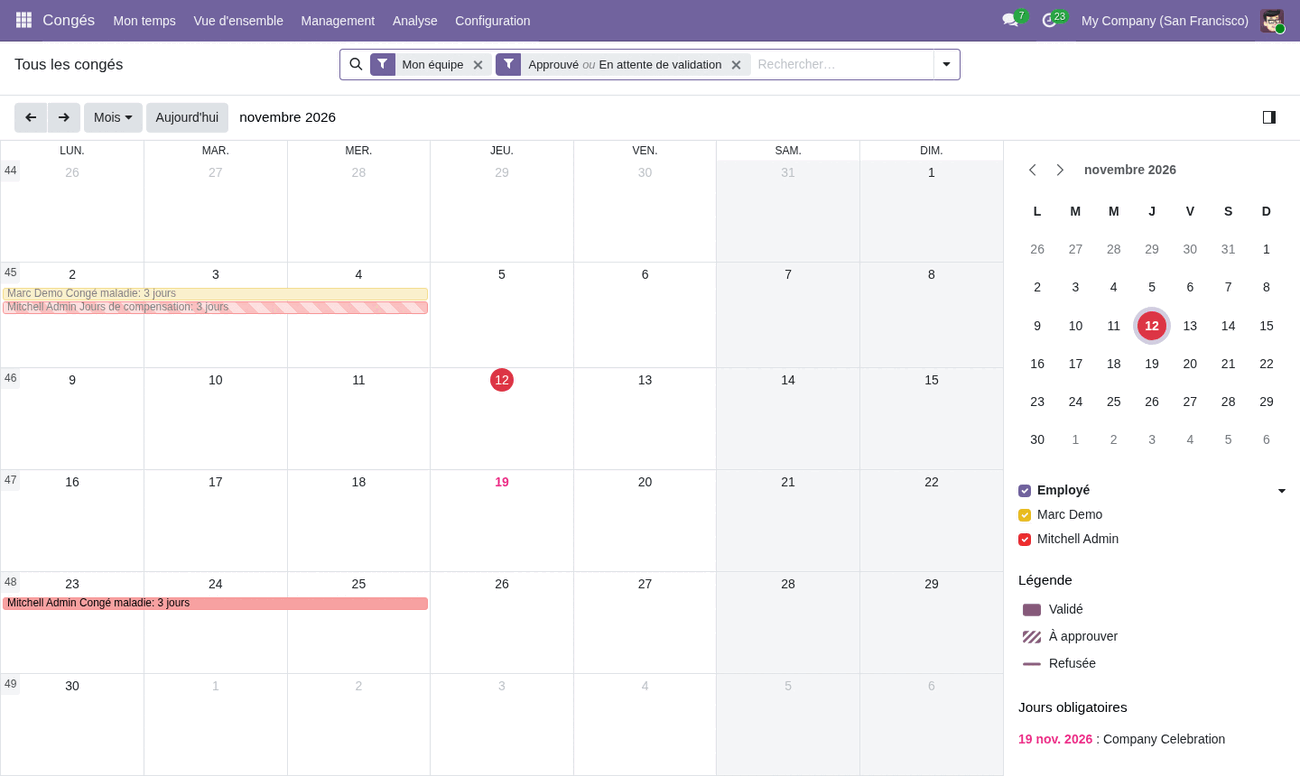 Congés Mon temps Vue d'ensemble Management Analyse Configuration 7 23 My Company (San Francisco)
Tous les congés Mon équipe Approuvé ou En attente de validation Rechercher...
Mois Aujourd'hui novembre 2026
LUN. MAR. MER. JEU. VEN. SAM. DIM.
44 26 27 28 29 30 31 1
45 2 3 4 5 6 7 8
Marc Demo Congé maladie: 3 jours
Mitchell Admin Jours de compensation: 3 jours
46 9 10 11 12 13 14 15
47 16 17 18 19 20 21 22
48 23 24 25 26 27 28 29
Mitchell Admin Congé maladie: 3 jours
49 30 1 2 3 4 5 6
novembre 2026
L M M J V S D
26 27 28 29 30 31 1
2 3 4 5 6 7 8
9 10 11 12 13 14 15
16 17 18 19 20 21 22
23 24 25 26 27 28 29
30 1 2 3 4 5 6
Employé
Marc Demo
Mitchell Admin
Légende
Validé
À approuver
Refusée
Jours obligatoires
19 nov. 2026 : Company Celebration